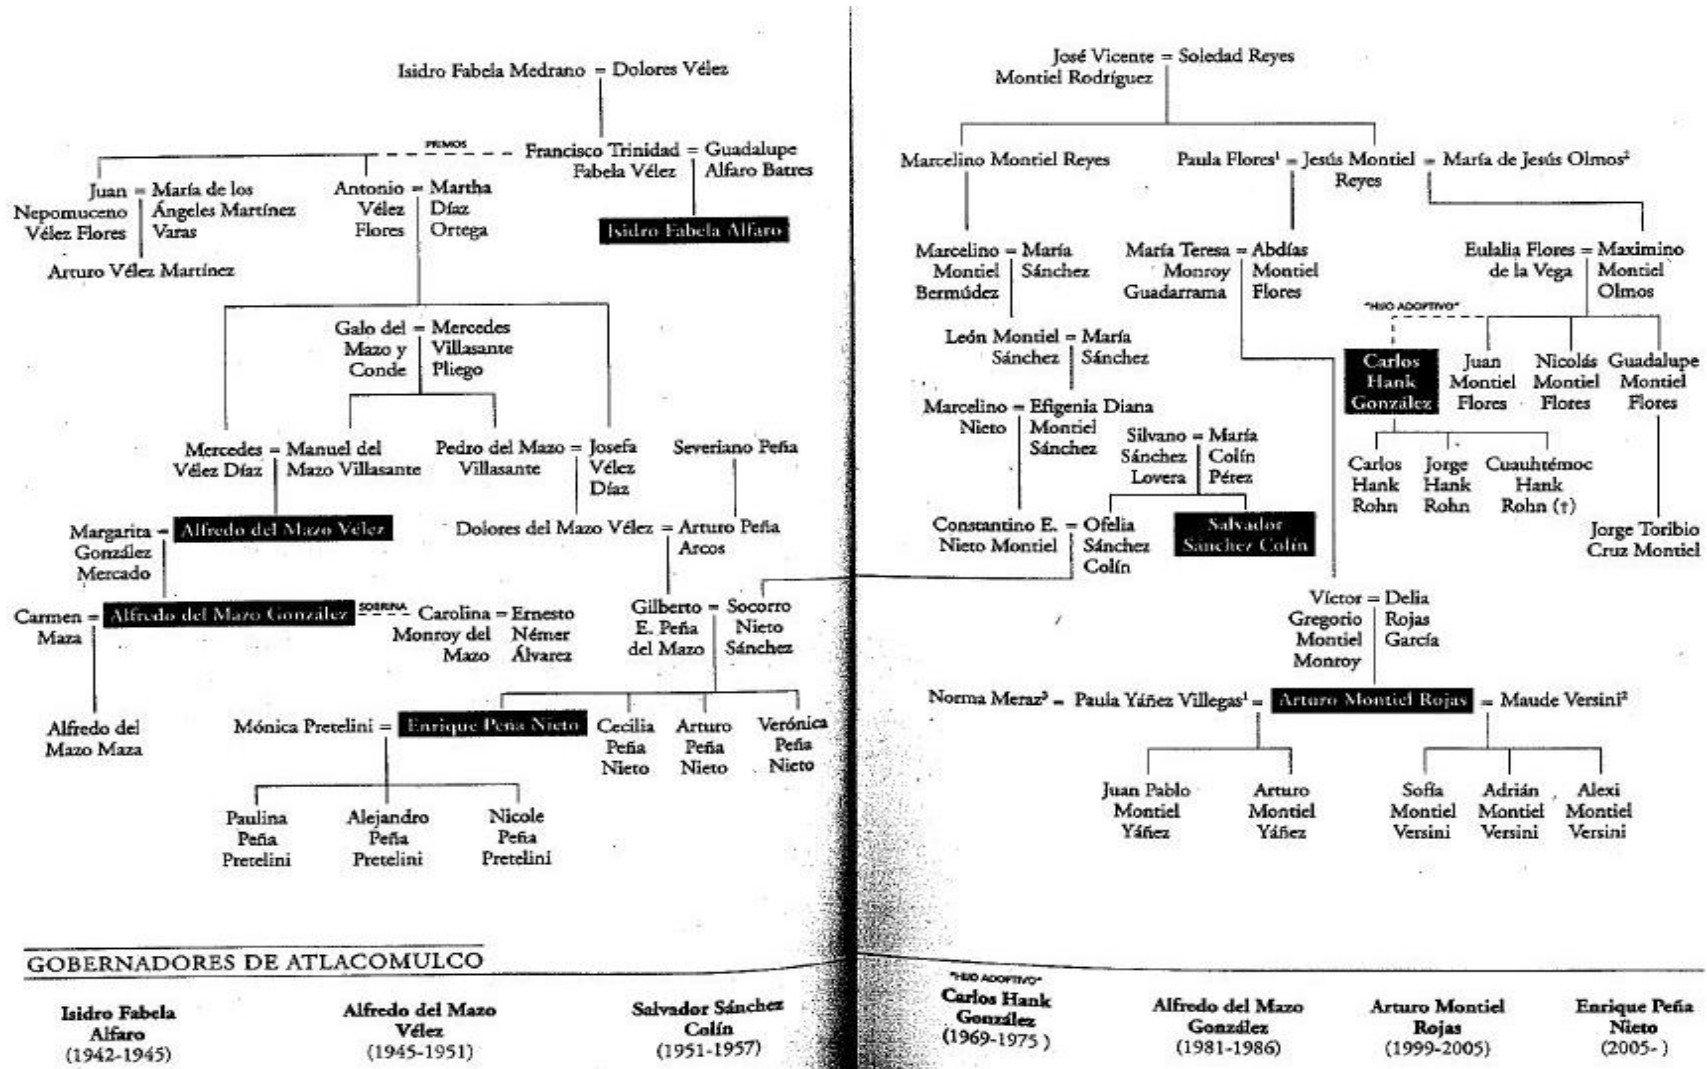 Isidro Fabela Medrano = Dolores Vélez
PRIMOS
Francisco Trinidad = Guadalupe
Fabela Vélez Alfaro Batres
Juan = María de los
Nepomuceno Ángeles Martínez
Vélez Flores Varas
Antonio = Martha
Vélez Díaz
Flores Ortega
Isidro Fabela Alfaro
Arturo Vélez Martínez
Galo del = Mercedes
Mazo y Villasante
Conde Pliego
Mercedes = Manuel del
Vélez Díaz Mazo Villasante
Pedro del Mazo = Josefa
Villasante Vélez
Díaz
Severiano Peña
Margarita = Alfredo del Mazo Vélez
González
Mercado
Dolores del Mazo Vélez = Arturo Peña
Arcos
Carmen = Alfredo del Mazo González
Maza
SOBRINA
Carolina = Ernesto
Monroy del Némer
Mazo Álvarez
Gilberto = Socorro
E. Peña Nieto
del Mazo Sánchez
Alfredo del
Mazo Maza
Mónica Pretelini = Enrique Peña Nieto
Cecilia
Peña
Nieto
Arturo
Peña
Nieto
Verónica
Peña
Nieto
Paulina
Peña
Pretelini
Alejandro
Peña
Pretelini
Nicole
Peña
Pretelini
José Vicente = Soledad Reyes
Montiel Rodríguez
Marcelino Montiel Reyes
Paula Flores¹ = Jesús Montiel = María de Jesús Olmos²
Reyes
Marcelino = María
Montiel Sánchez
Bermúdez
María Teresa = Abdías
Monroy Montiel
Guadarrama Flores
Eulalia Flores = Maximino
de la Vega Montiel
Olmos
"HIJO ADOPTIVO"
León Montiel = María
Sánchez Sánchez
Carlos
Hank
González
Juan
Montiel
Flores
Nicolás
Montiel
Flores
Guadalupe
Montiel
Flores
Marcelino = Efigenia Diana
Nieto Montiel
Sánchez
Silvano = María
Sánchez Colín
Lovera Pérez
Carlos
Hank
Rohn
Jorge
Hank
Rohn
Cuauhtémoc
Hank
Rohn (†)
Constantino E. = Ofelia
Nieto Montiel Sánchez
Colín
Salvador
Sánchez Colín
Jorge Toribio
Cruz Montiel
Víctor = Delia
Gregorio Rojas
Montiel García
Monroy
Norma Meraz³ = Paula Yáñez Villegas¹ = Arturo Montiel Rojas = Maude Versini²
Juan Pablo
Montiel
Yáñez
Arturo
Montiel
Yáñez
Sofía
Montiel
Versini
Adrián
Montiel
Versini
Alexi
Montiel
Versini
GOBERNADORES DE ATLACOMULCO
Isidro Fabela
Alfaro
(1942-1945)
Alfredo del Mazo
Vélez
(1945-1951)
Salvador Sánchez
Colín
(1951-1957)
"HIJO ADOPTIVO"
Carlos Hank
González
(1969-1975 )
Alfredo del Mazo
González
(1981-1986)
Arturo Montiel
Rojas
(1999-2005)
Enrique Peña
Nieto
(2005- )